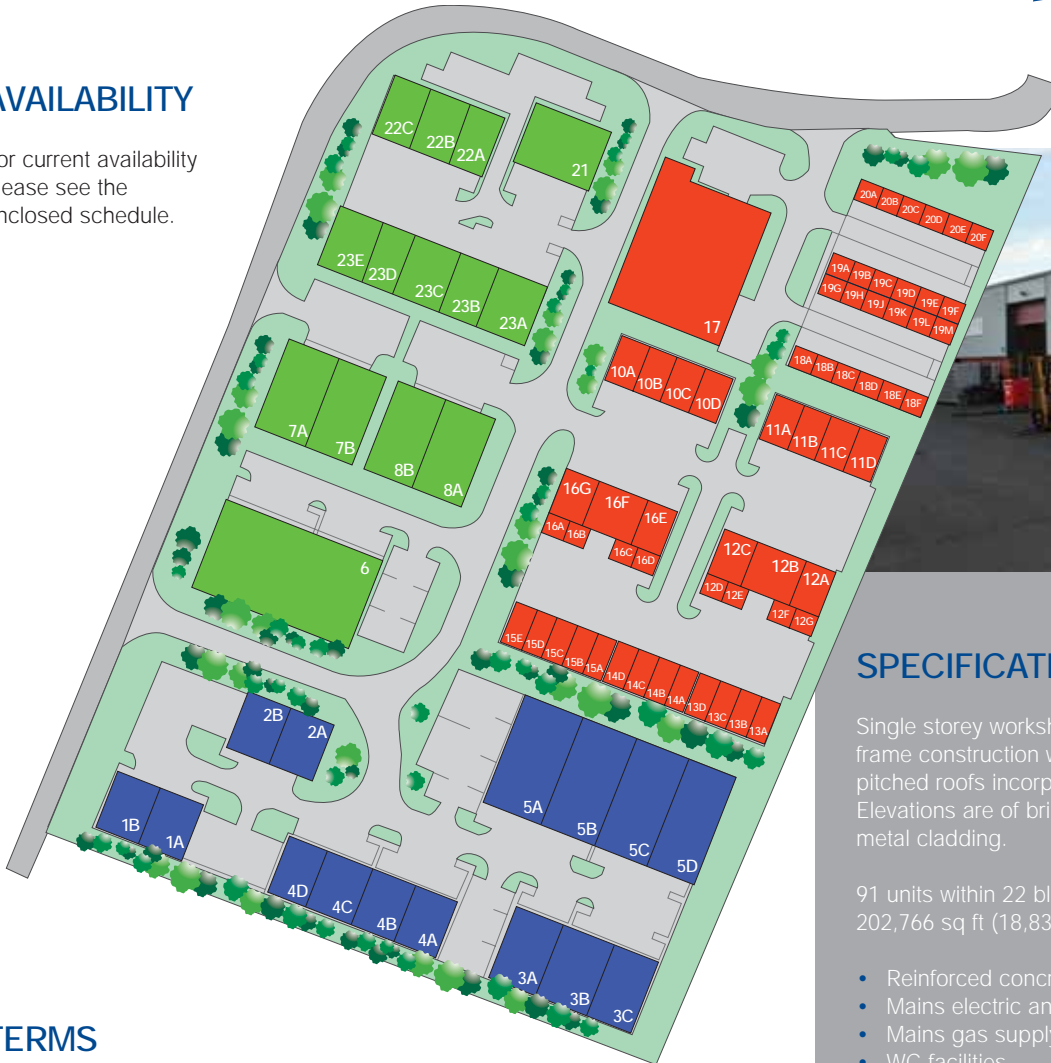 AVAILABILITY
or current availability
lease see the
nclosed schedule.
22C
22B
22A
21
23E
23D
23C
23B
23A
17
20A
20B
20C
20D
20E
20F
19A
19B
19C
19D
19E
19F
19G
19H
19J
19K
19L
19M
18A
18B
18C
18D
18E
18F
10A
10B
10C
10D
11A
11B
11C
11D
7A
7B
8B
8A
16G
16F
16E
16A
16B
16C
16D
12C
12B
12A
12D
12E
12F
12G
6
15E
15D
15C
15B
15A
14D
14C
14B
14A
13D
13C
13B
13A
2B
2A
5A
5B
5C
5D
1B
1A
4D
4C
4B
4A
3A
3B
3C
SPECIFICATI
Single storey worksh
frame construction w
pitched roofs incorp
Elevations are of bri
metal cladding.
91 units within 22 bl
202,766 sq ft (18,83
• Reinforced concr
• Mains electric an
• Mains gas supply
• WC facilities
TERMS